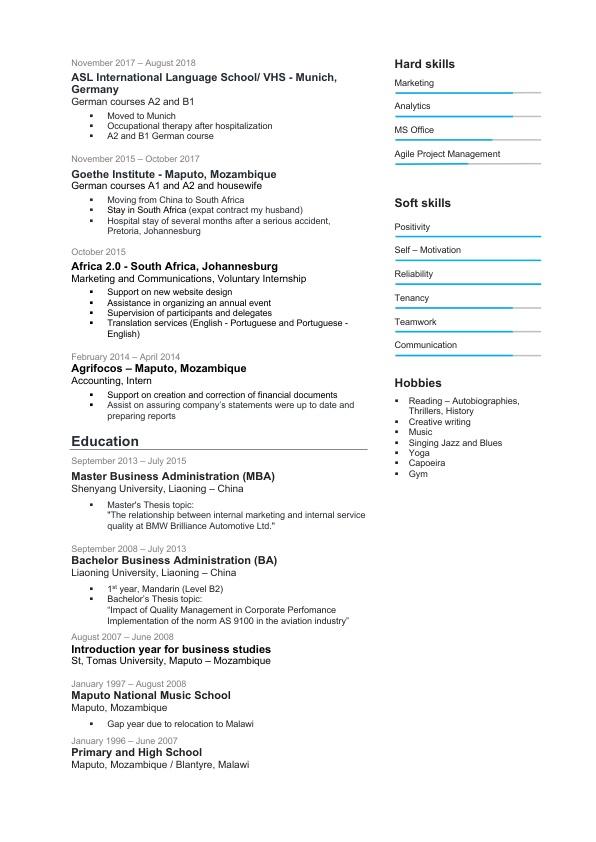 November 2017 – August 2018
ASL International Language School/ VHS - Munich,
Germany
German courses A2 and B1
▪ Moved to Munich
▪ Occupational therapy after hospitalization
▪ A2 and B1 German course
November 2015 – October 2017
Goethe Institute - Maputo, Mozambique
German courses A1 and A2 and housewife
▪ Moving from China to South Africa
▪ Stay in South Africa (expat contract my husband)
▪ Hospital stay of several months after a serious accident,
Pretoria, Johannesburg
October 2015
Africa 2.0 - South Africa, Johannesburg
Marketing and Communications, Voluntary Internship
▪ Support on new website design
▪ Assistance in organizing an annual event
▪ Supervision of participants and delegates
▪ Translation services (English - Portuguese and Portuguese -
English)
February 2014 – April 2014
Agrifocos – Maputo, Mozambique
Accounting, Intern
▪ Support on creation and correction of financial documents
▪ Assist on assuring company's statements were up to date and
preparing reports
Education
September 2013 – July 2015
Master Business Administration (MBA)
Shenyang University, Liaoning – China
▪ Master's Thesis topic:
"The relationship between internal marketing and internal service
quality at BMW Brilliance Automotive Ltd."
September 2008 – July 2013
Bachelor Business Administration (BA)
Liaoning University, Liaoning – China
▪ 1st year, Mandarin (Level B2)
▪ Bachelor's Thesis topic:
“Impact of Quality Management in Corporate Perfomance
Implementation of the norm AS 9100 in the aviation industry”
August 2007 – June 2008
Introduction year for business studies
St, Tomas University, Maputo – Mozambique
January 1997 – August 2008
Maputo National Music School
Maputo, Mozambique
▪ Gap year due to relocation to Malawi
January 1996 – June 2007
Primary and High School
Maputo, Mozambique / Blantyre, Malawi
Hard skills
Marketing
Analytics
MS Office
Agile Project Management
Soft skills
Positivity
Self – Motivation
Reliability
Tenancy
Teamwork
Communication
Hobbies
▪ Reading – Autobiographies,
Thrillers, History
▪ Creative writing
▪ Music
▪ Singing Jazz and Blues
▪ Yoga
▪ Capoeira
▪ Gym